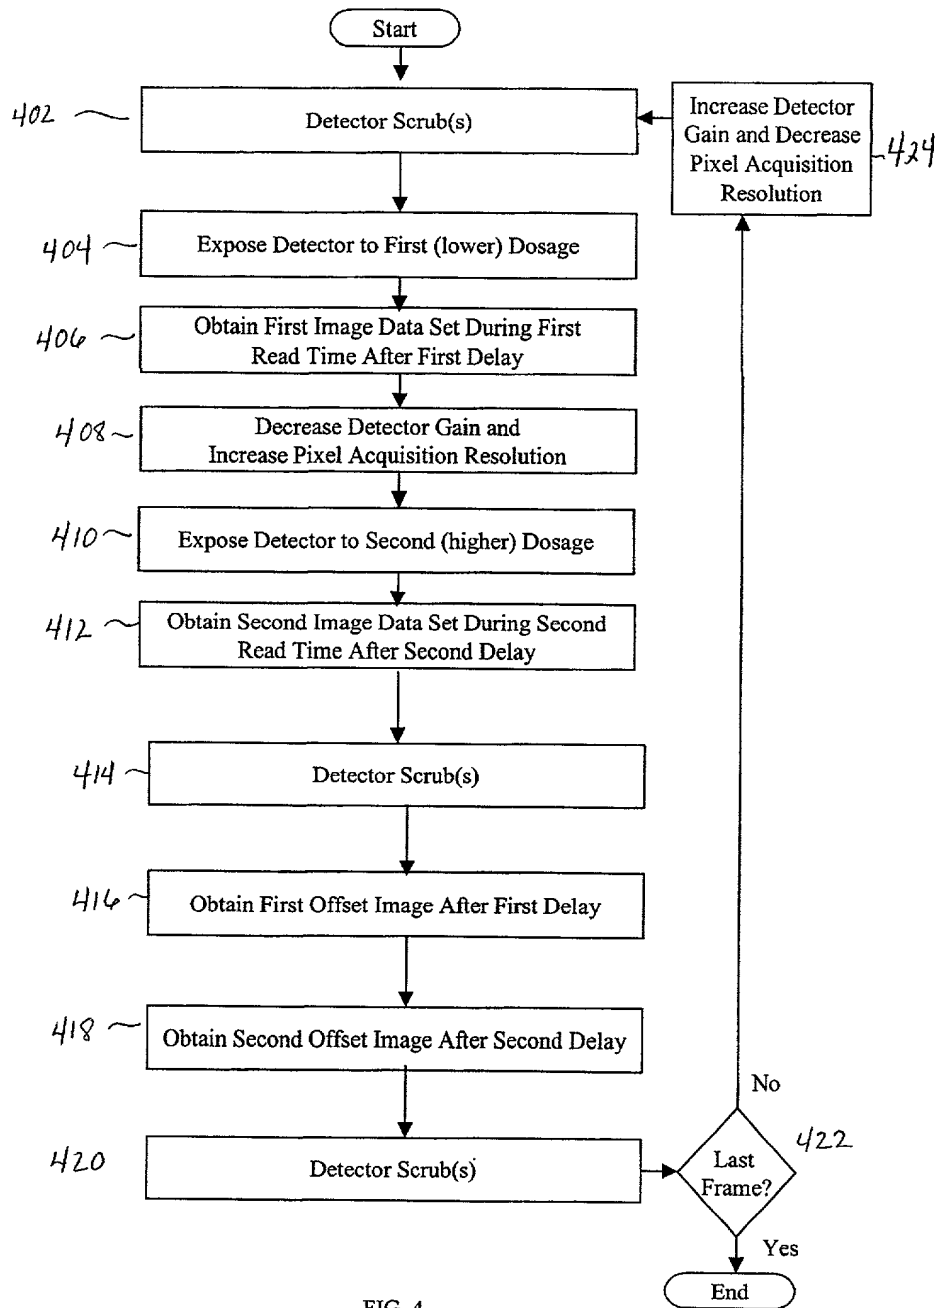 Start
402
Detector Scrub(s)
Increase Detector
Gain and Decrease
Pixel Acquisition
Resolution
424
404
Expose Detector to First (lower) Dosage
406
Obtain First Image Data Set During First
Read Time After First Delay
408
Decrease Detector Gain and
Increase Pixel Acquisition Resolution
410
Expose Detector to Second (higher) Dosage
412
Obtain Second Image Data Set During Second
Read Time After Second Delay
414
Detector Scrub(s)
416
Obtain First Offset Image After First Delay
418
Obtain Second Offset Image After Second Delay
No
420
Detector Scrub(s)
Last
Frame?
422
Yes
End
FIG. 4